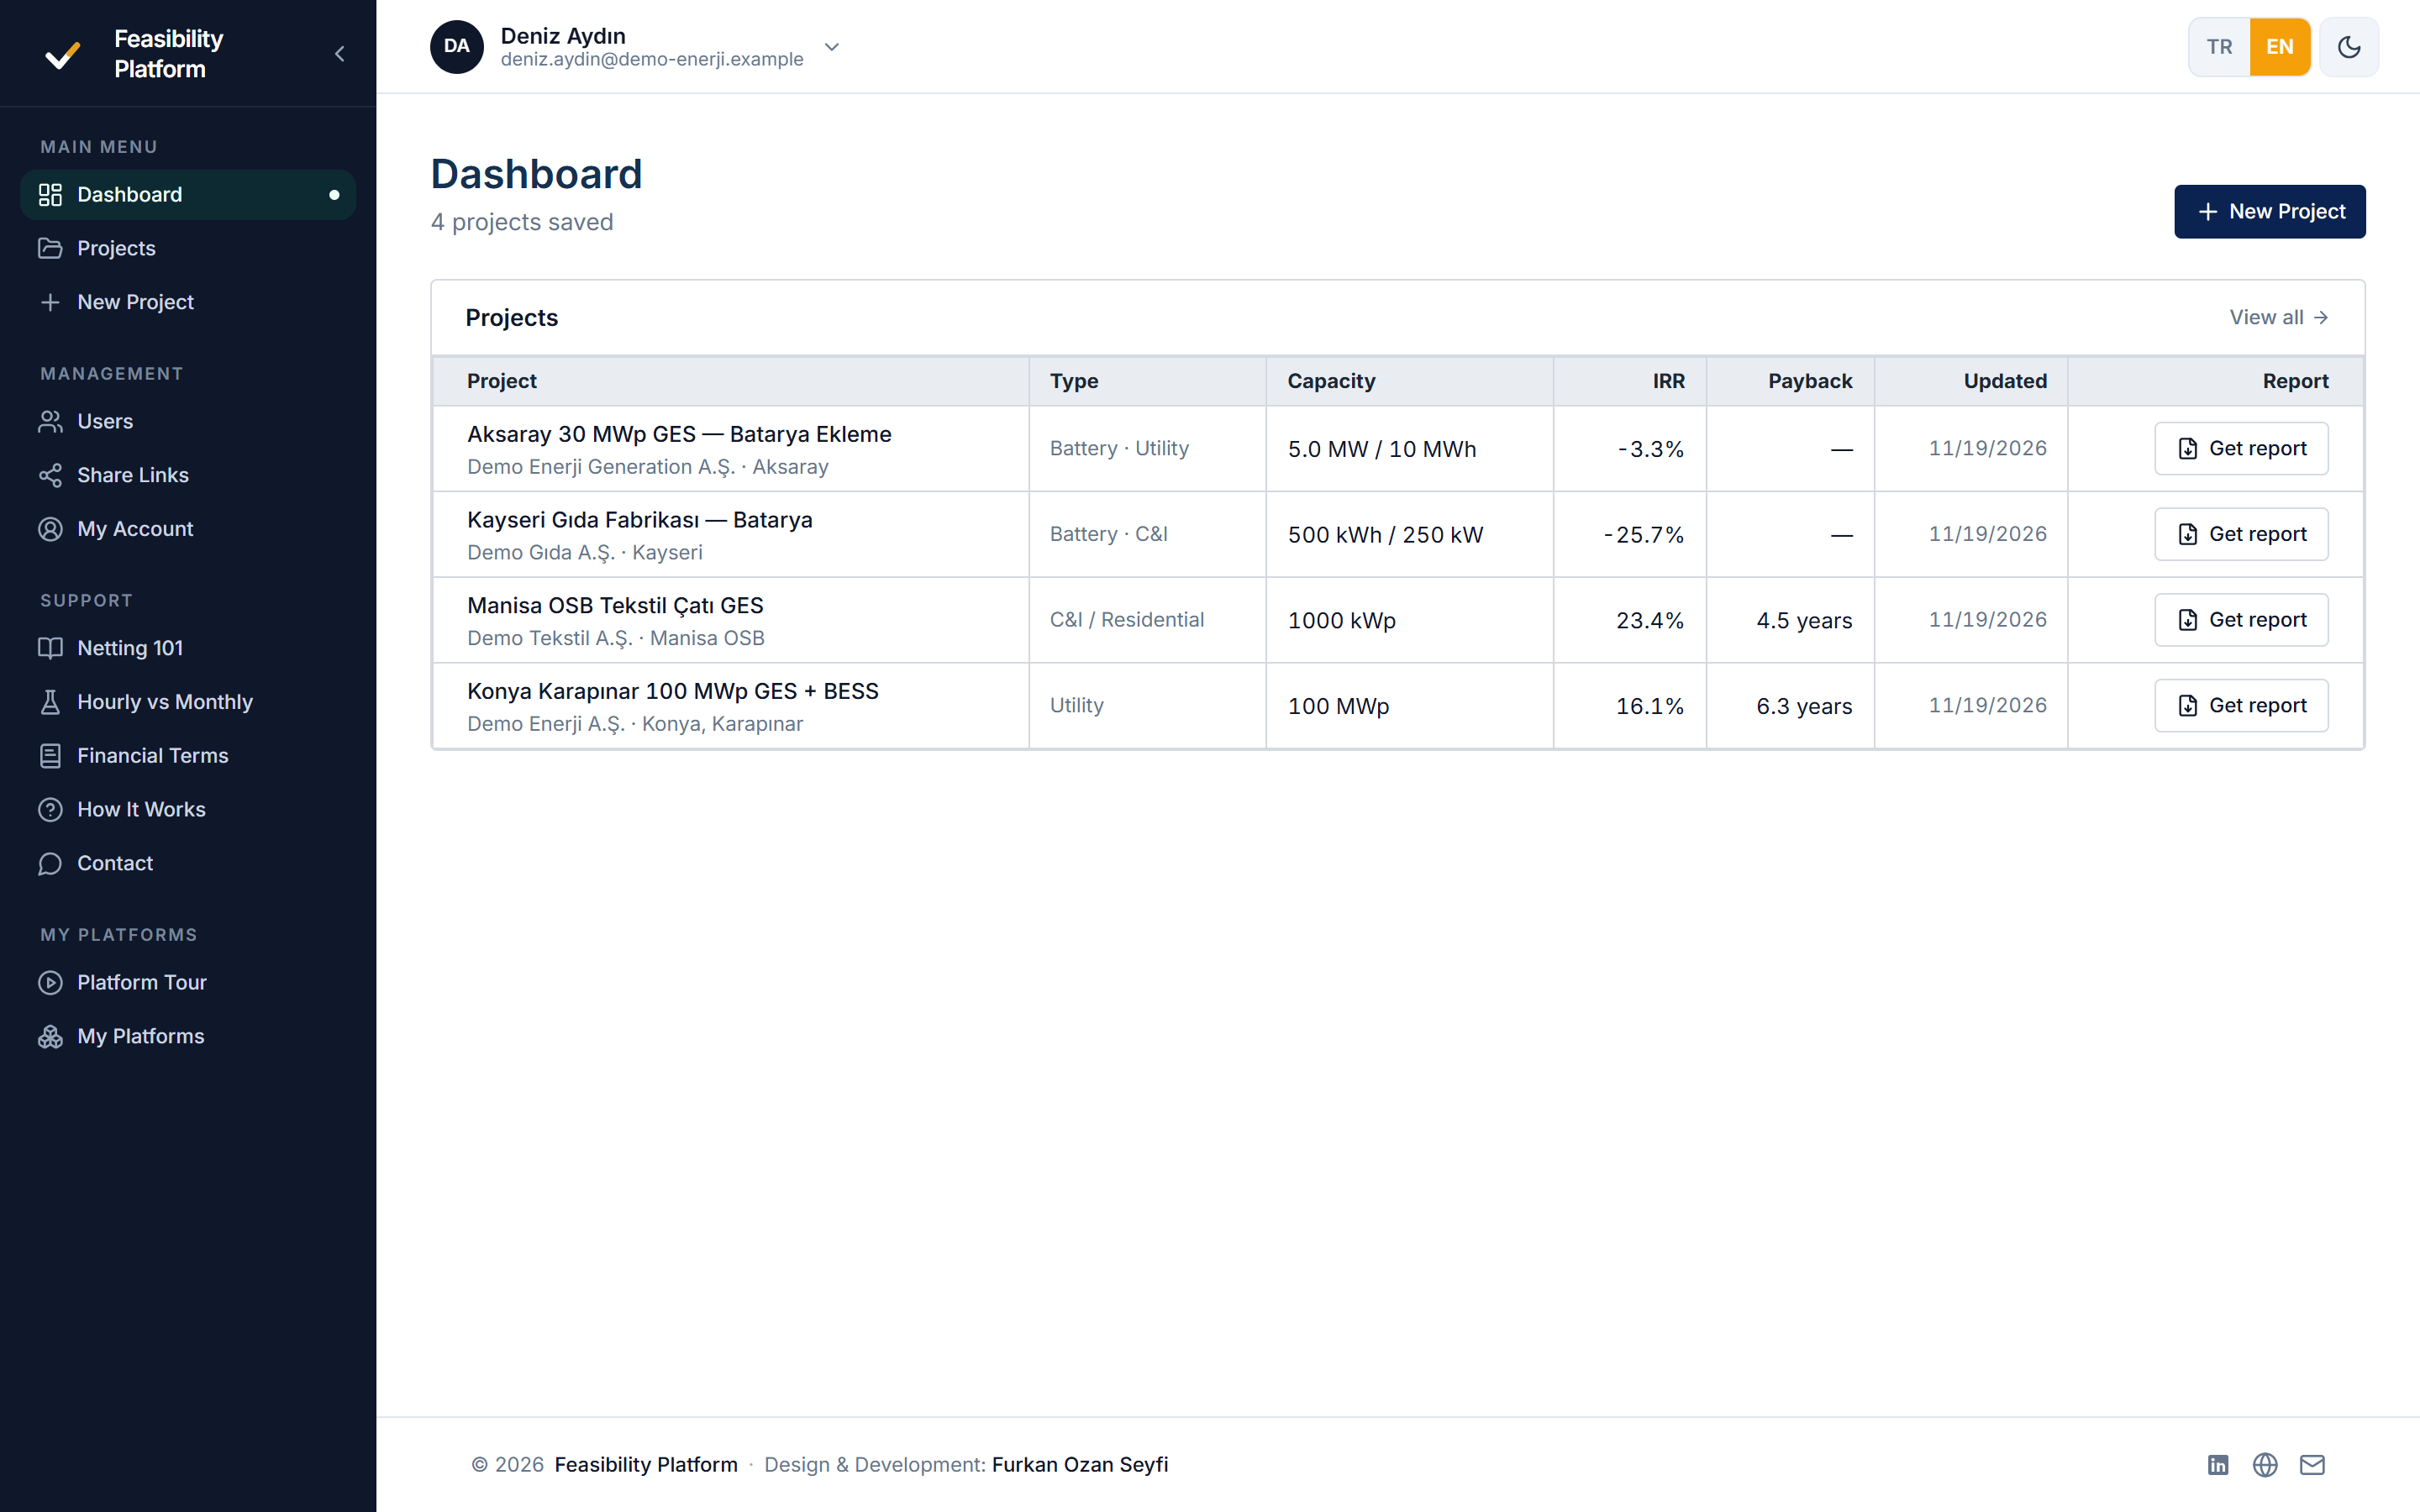 Feasibility
Platform
MAIN MENU
Dashboard
Projects
New Project
MANAGEMENT
Users
Share Links
My Account
SUPPORT
Netting 101
Hourly vs Monthly
Financial Terms
How It Works
Contact
MY PLATFORMS
Platform Tour
My Platforms
DA
Deniz Aydın
deniz.aydin@demo-enerji.example
TR EN
Dashboard
4 projects saved
New Project
Projects
View all
Project Type Capacity IRR Payback Updated Report
Aksaray 30 MWp GES — Batarya Ekleme
Demo Enerji Generation A.Ş. · Aksaray
Battery · Utility 5.0 MW / 10 MWh -3.3% — 11/19/2026 Get report
Kayseri Gıda Fabrikası — Batarya
Demo Gıda A.Ş. · Kayseri
Battery · C&I 500 kWh / 250 kW -25.7% — 11/19/2026 Get report
Manisa OSB Tekstil Çatı GES
Demo Tekstil A.Ş. · Manisa OSB
C&I / Residential 1000 kWp 23.4% 4.5 years 11/19/2026 Get report
Konya Karapınar 100 MWp GES + BESS
Demo Enerji A.Ş. · Konya, Karapınar
Utility 100 MWp 16.1% 6.3 years 11/19/2026 Get report
© 2026 Feasibility Platform · Design & Development: Furkan Ozan Seyfi
in